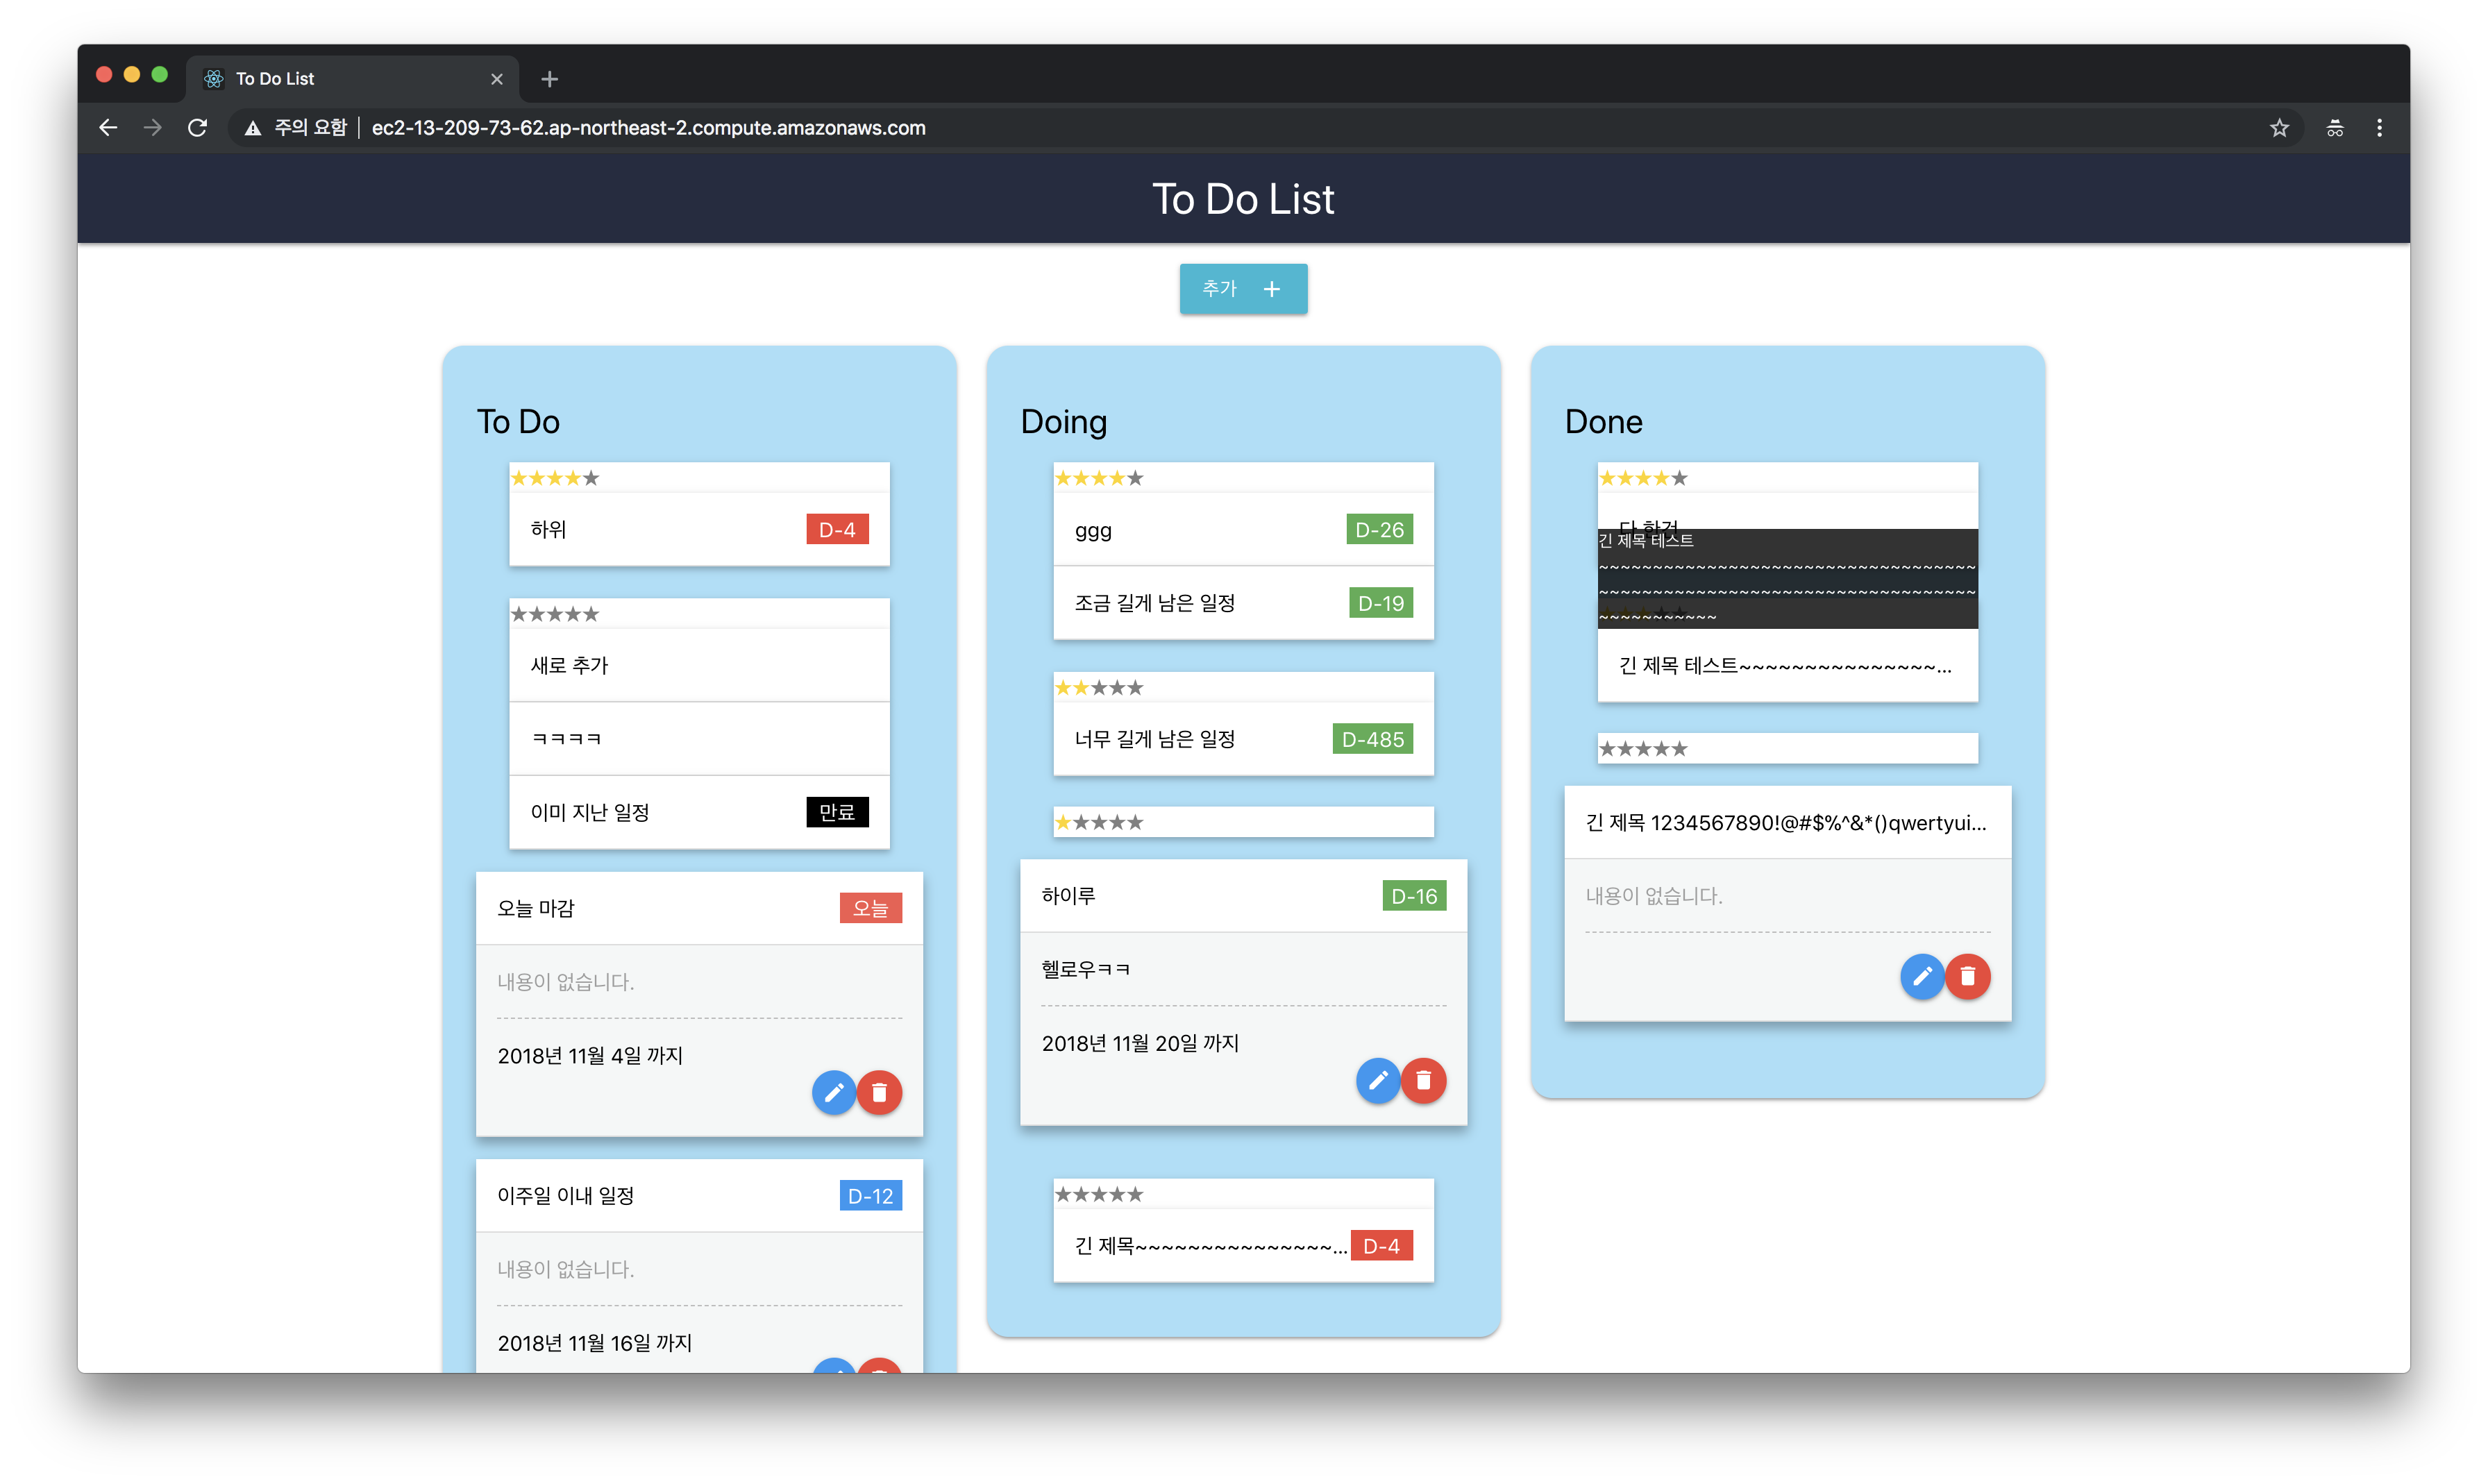 To Do List
주의 요함 | ec2-13-209-73-62.ap-northeast-2.compute.amazonaws.com
To Do List
추가 +
To Do
★★★★★
하위 D-4
★★★★★
새로 추가
ㅋㅋㅋㅋ
이미 지난 일정 만료
오늘 마감 오늘
내용이 없습니다.
2018년 11월 4일 까지
이주일 이내 일정 D-12
내용이 없습니다.
2018년 11월 16일 까지
Doing
★★★★★
ggg D-26
조금 길게 남은 일정 D-19
★★★★★
너무 길게 남은 일정 D-485
★★★★★
하이루 D-16
헬로우ㅋㅋ
2018년 11월 20일 까지
★★★★★
긴 제목~~~~~~~~~~~~~~~... D-4
Done
★★★★★
다 한것
긴 제목 테스트
~~~~~~~~~~~~~~~~~~~~~~~~~~~~~~~~~~~
~~~~~~~~~~~~~~~~~~~~~~~~~~~~~~~~~~~
~~~~~~~~~~~
★★★★★
긴 제목 테스트~~~~~~~~~~~~~~~...
★★★★★
긴 제목 1234567890!@#$%^&*()qwertyui...
내용이 없습니다.